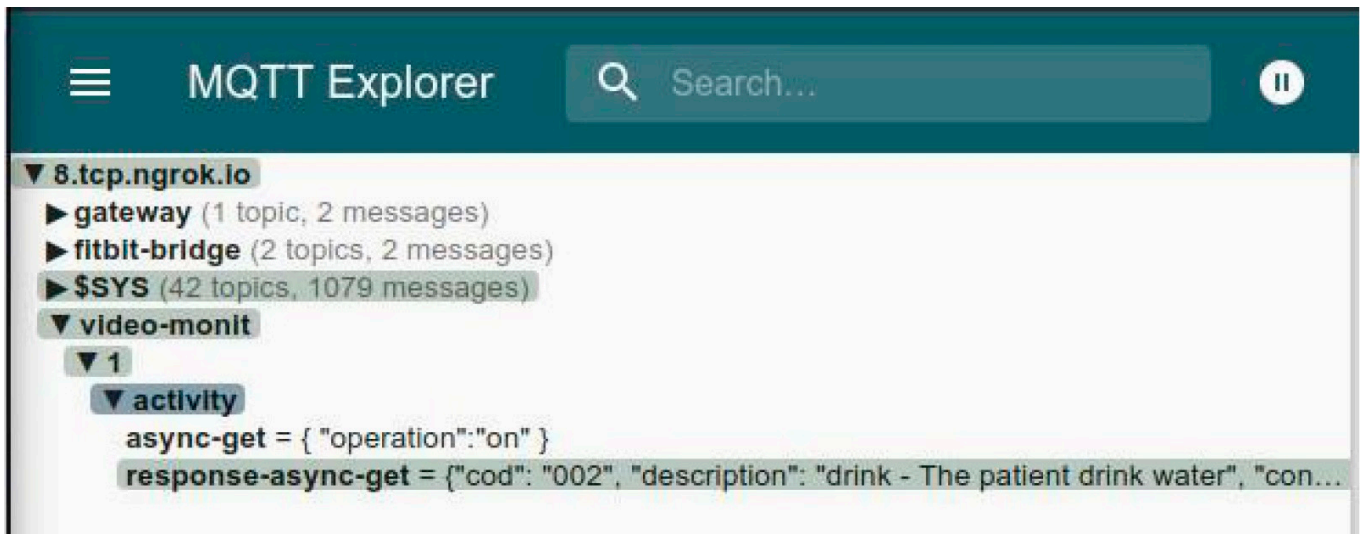 MQTT Explorer Search...
▼ 8.tcp.ngrok.io
▶ gateway (1 topic, 2 messages)
▶ fitbit-bridge (2 topics, 2 messages)
▶ $SYS (42 topics, 1079 messages)
▼ video-monit
▼ 1
▼ activity
async-get = { "operation":"on" }
response-async-get = {"cod": "002", "description": "drink - The patient drink water", "con...